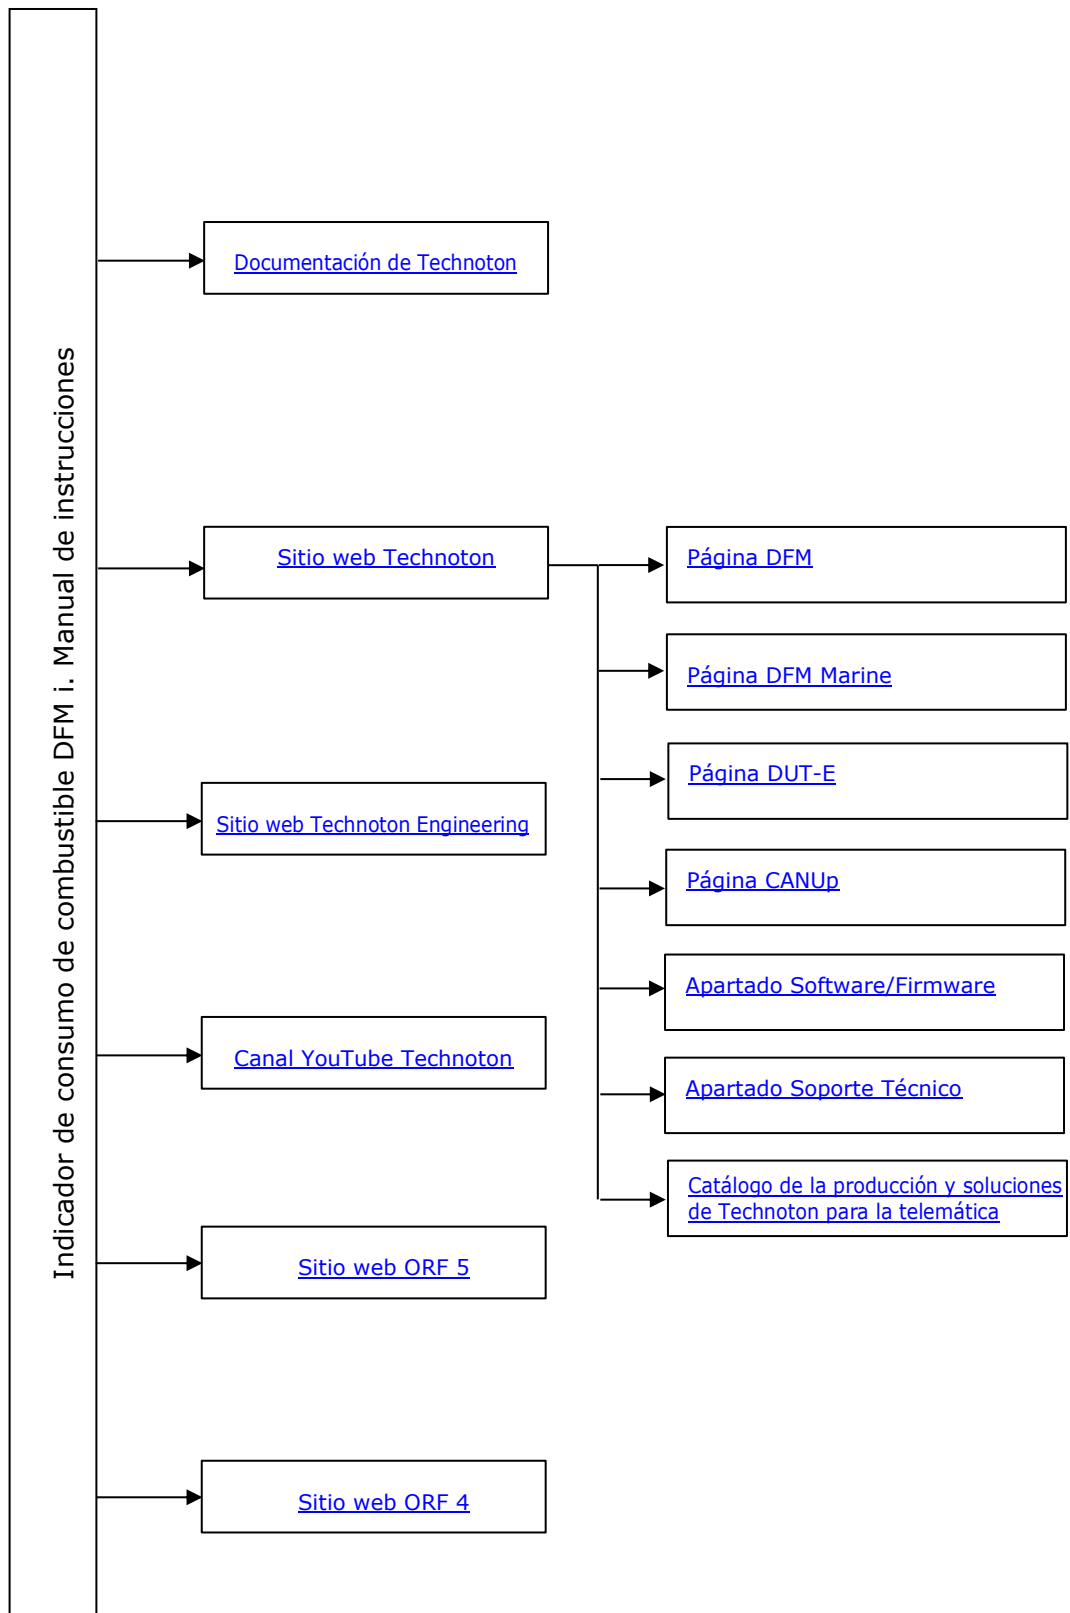 Indicador de consumo de combustible DFM i. Manual de instrucciones
Documentación de Technoton
Sitio web Technoton
Página DFM
Página DFM Marine
Página DUT-E
Sitio web Technoton Engineering
Página CANUp
Apartado Software/Firmware
Canal YouTube Technoton
Apartado Soporte Técnico
Catálogo de la producción y soluciones
de Technoton para la telemática
Sitio web ORF 5
Sitio web ORF 4